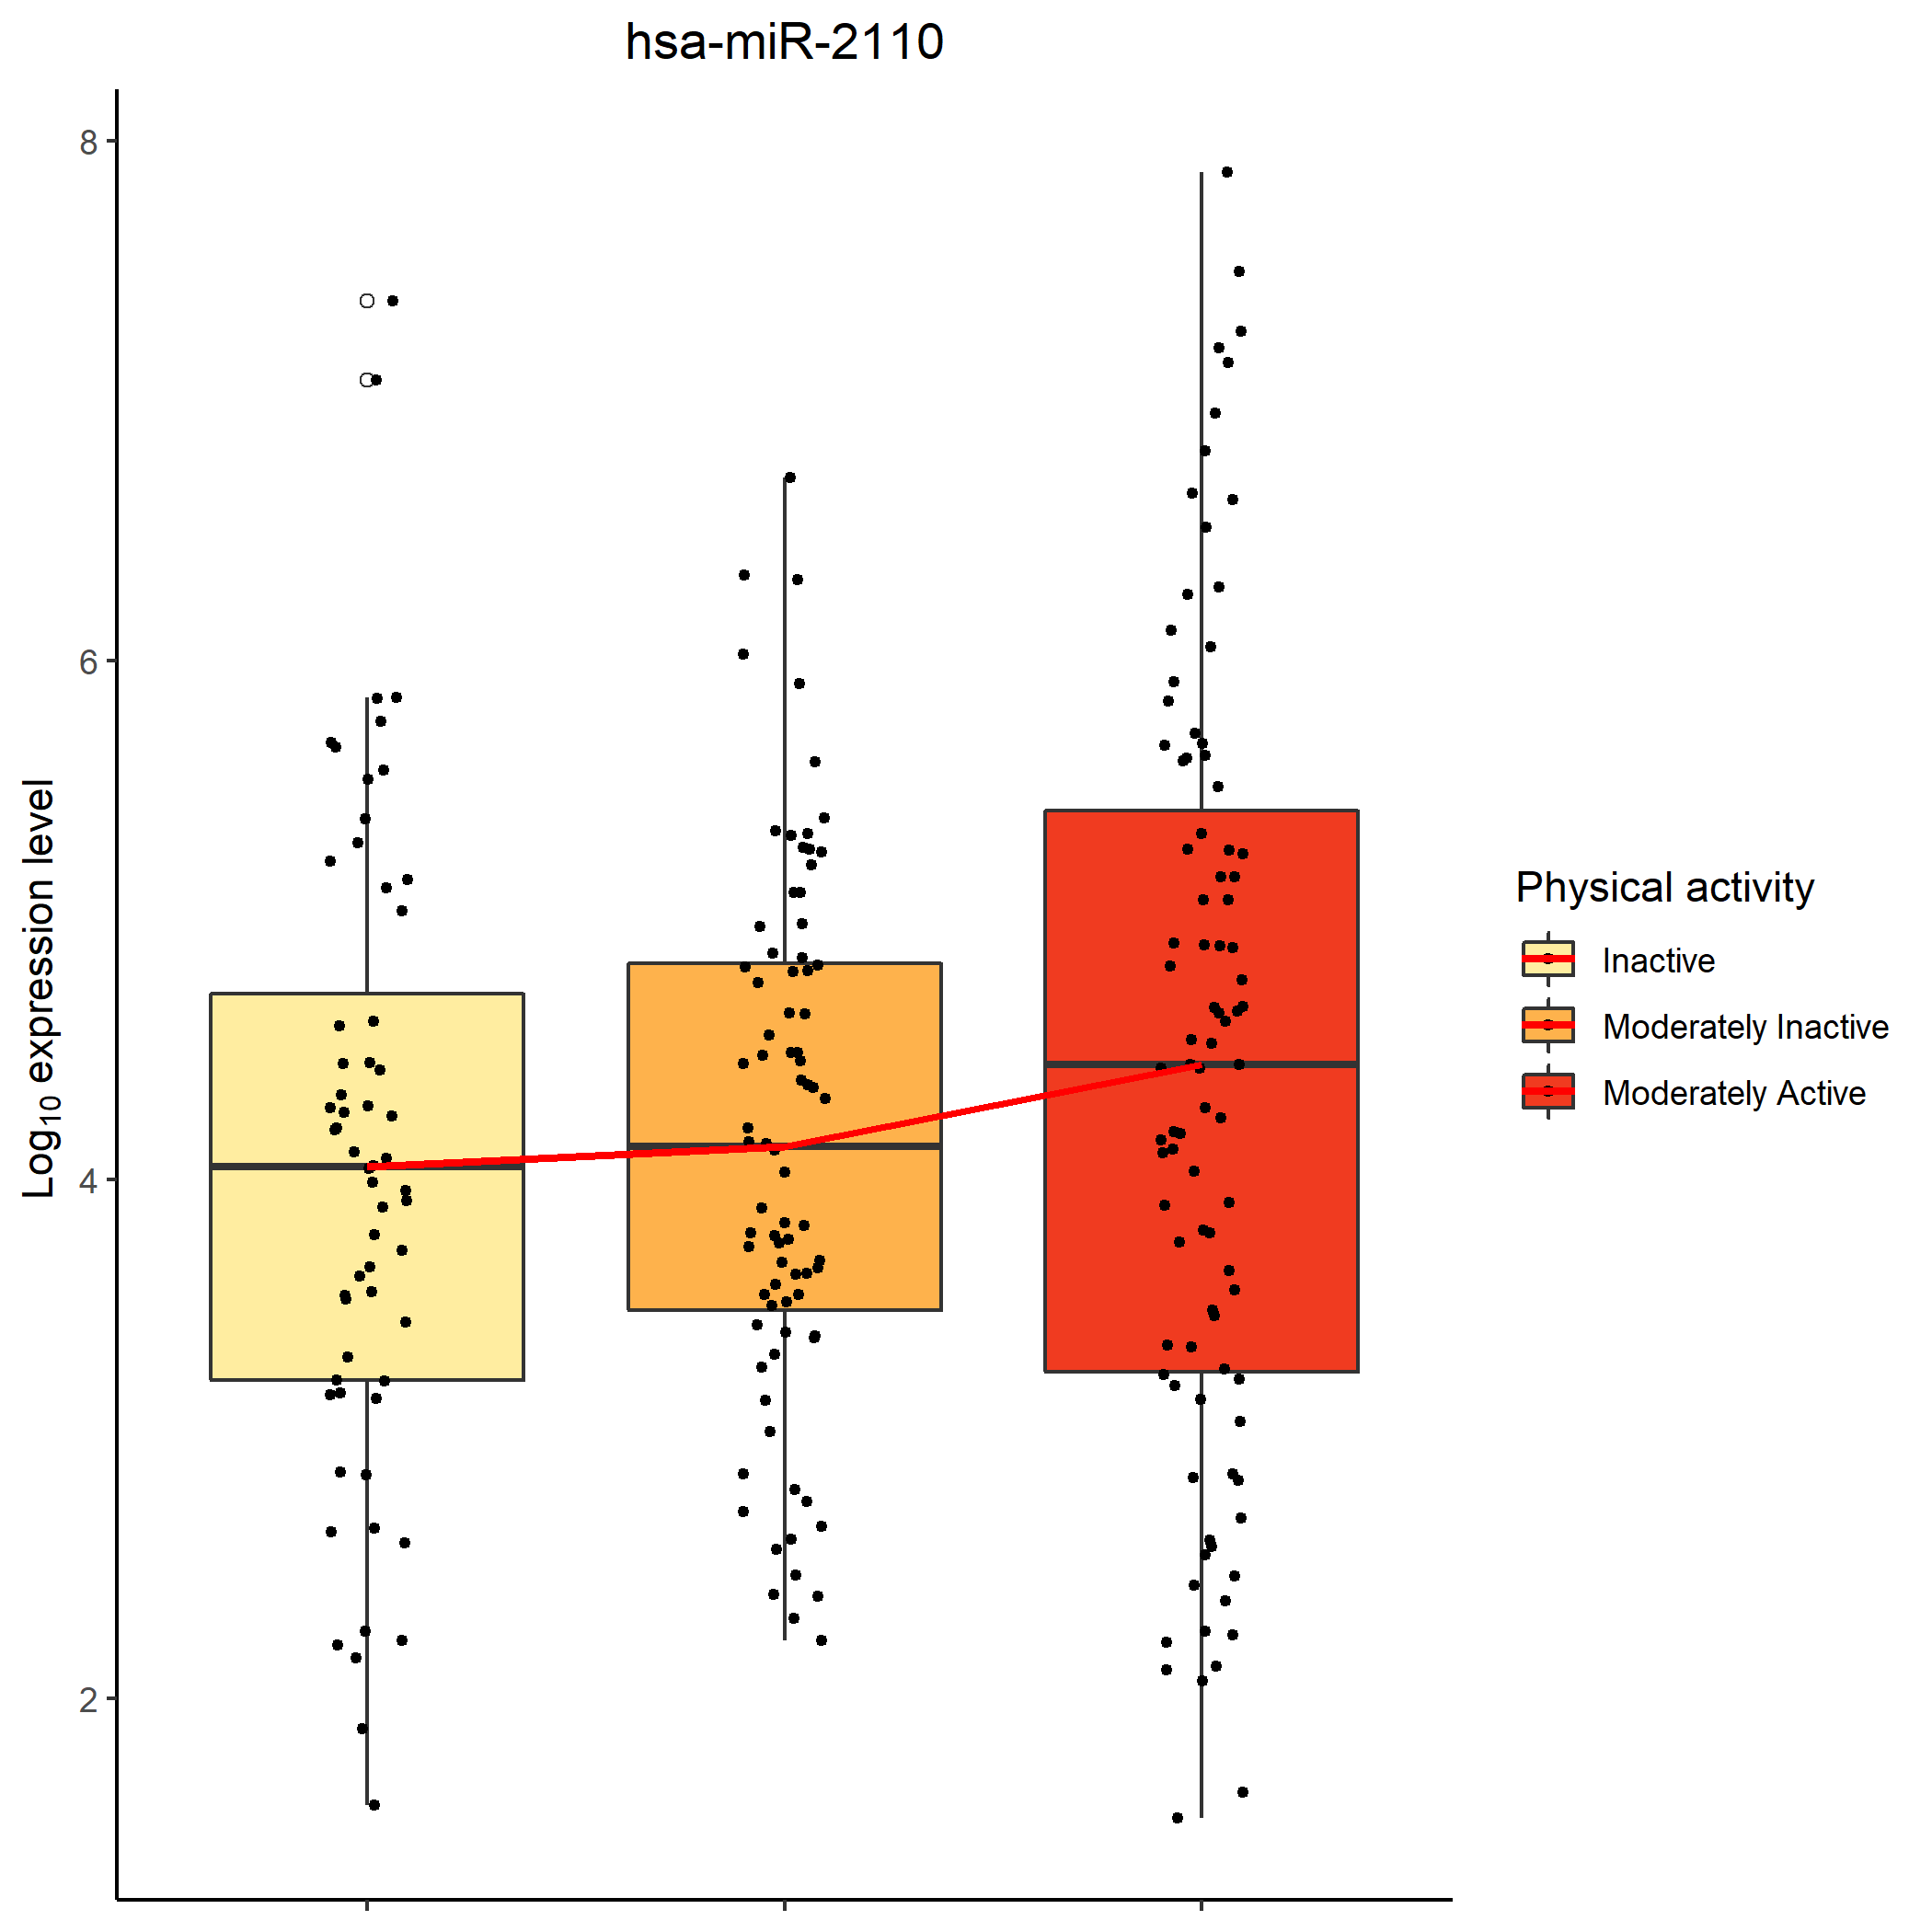 hsa-miR-2110
8
6
4
2
Log₁₀ expression level
Physical activity
Inactive
Moderately Inactive
Moderately Active